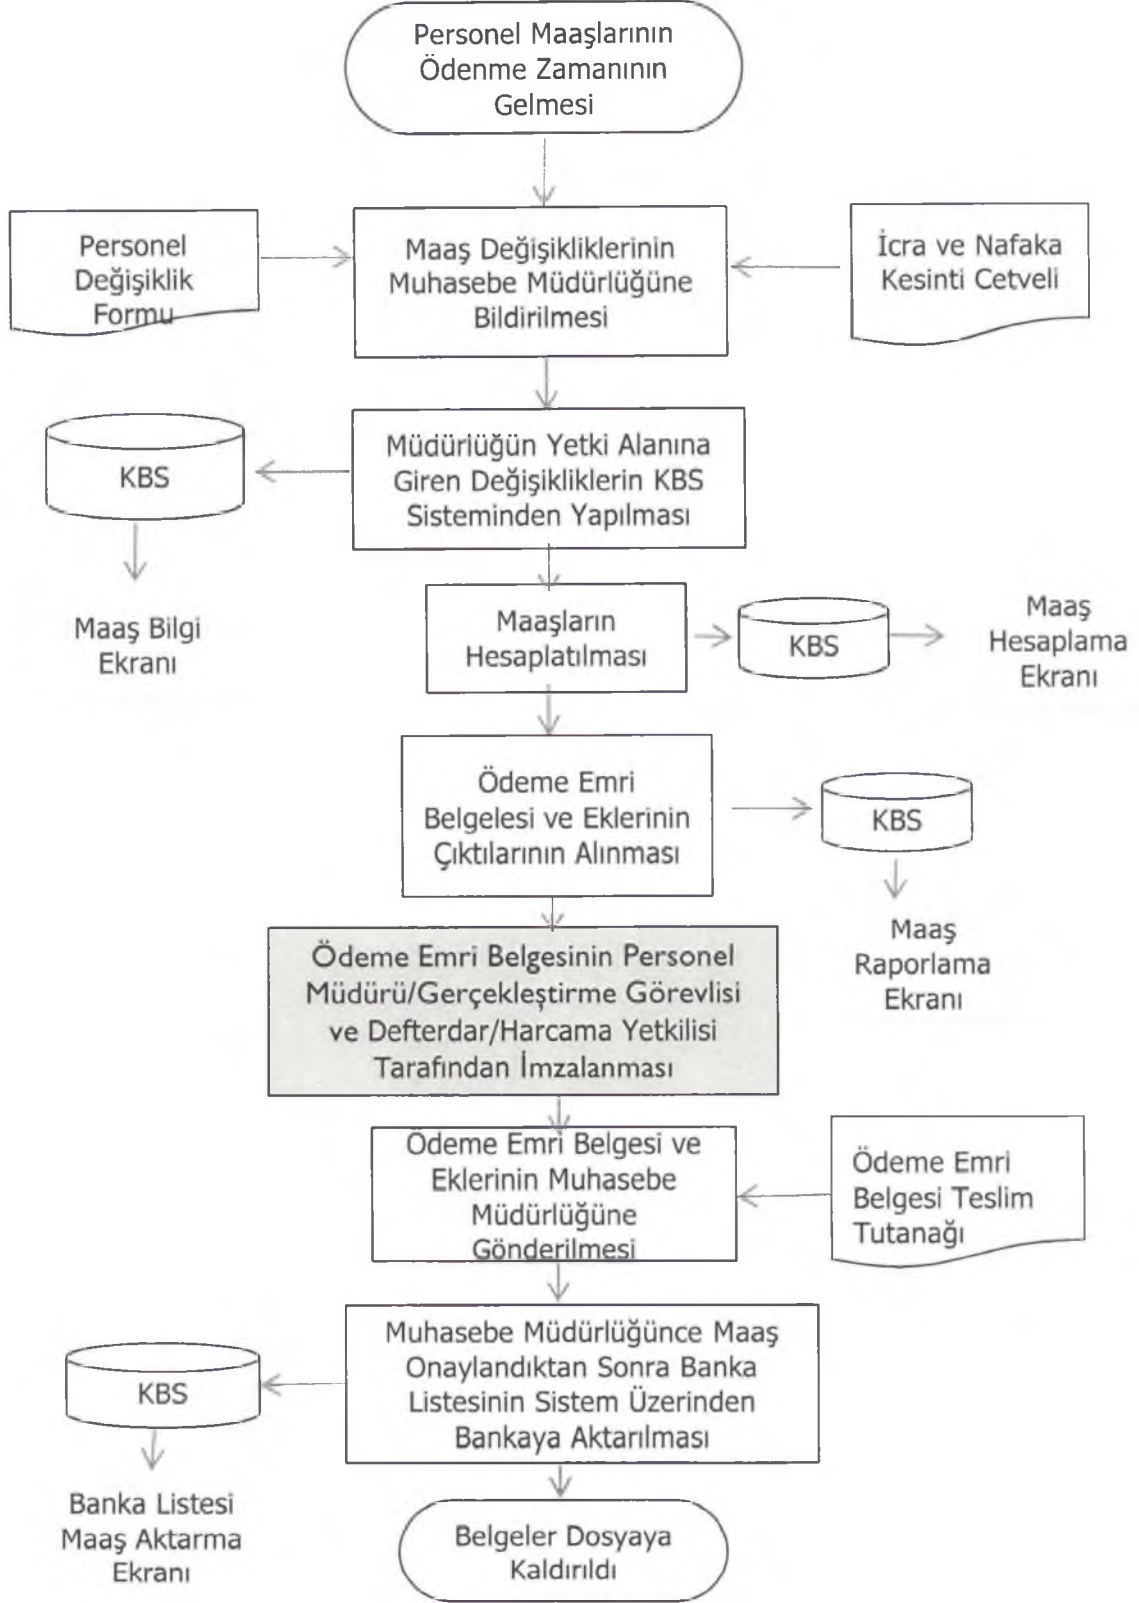 Personel Maaşlarının
Ödenme Zamanının
Gelmesi
Personel
Değişiklik
Formu
Maaş Değişikliklerinin
Muhasebe Müdürlüğüne
Bildirilmesi
İcra ve Nafaka
Kesinti Cetveli
KBS
Müdürlüğün Yetki Alanına
Giren Değişikliklerin KBS
Sisteminden Yapılması
Maaş Bilgi
Ekranı
Maaşların
Hesaplatılması
KBS
Maaş
Hesaplama
Ekranı
Ödeme Emri
Belgelesi ve Eklerinin
Çıktılarının Alınması
KBS
Maaş
Raporlama
Ekranı
Ödeme Emri Belgesinin Personel
Müdürü/Gerçekleştirme Görevlisi
ve Defterdar/Harcama Yetkilisi
Tarafından İmzalanması
Ödeme Emri Belgesi ve
Eklerinin Muhasebe
Müdürlüğüne
Gönderilmesi
Ödeme Emri
Belgesi Teslim
Tutanağı
Muhasebe Müdürlüğünce Maaş
Onaylandıktan Sonra Banka
Listesinin Sistem Üzerinden
Bankaya Aktarılması
KBS
Banka Listesi
Maaş Aktarma
Ekranı
Belgeler Dosyaya
Kaldırıldı